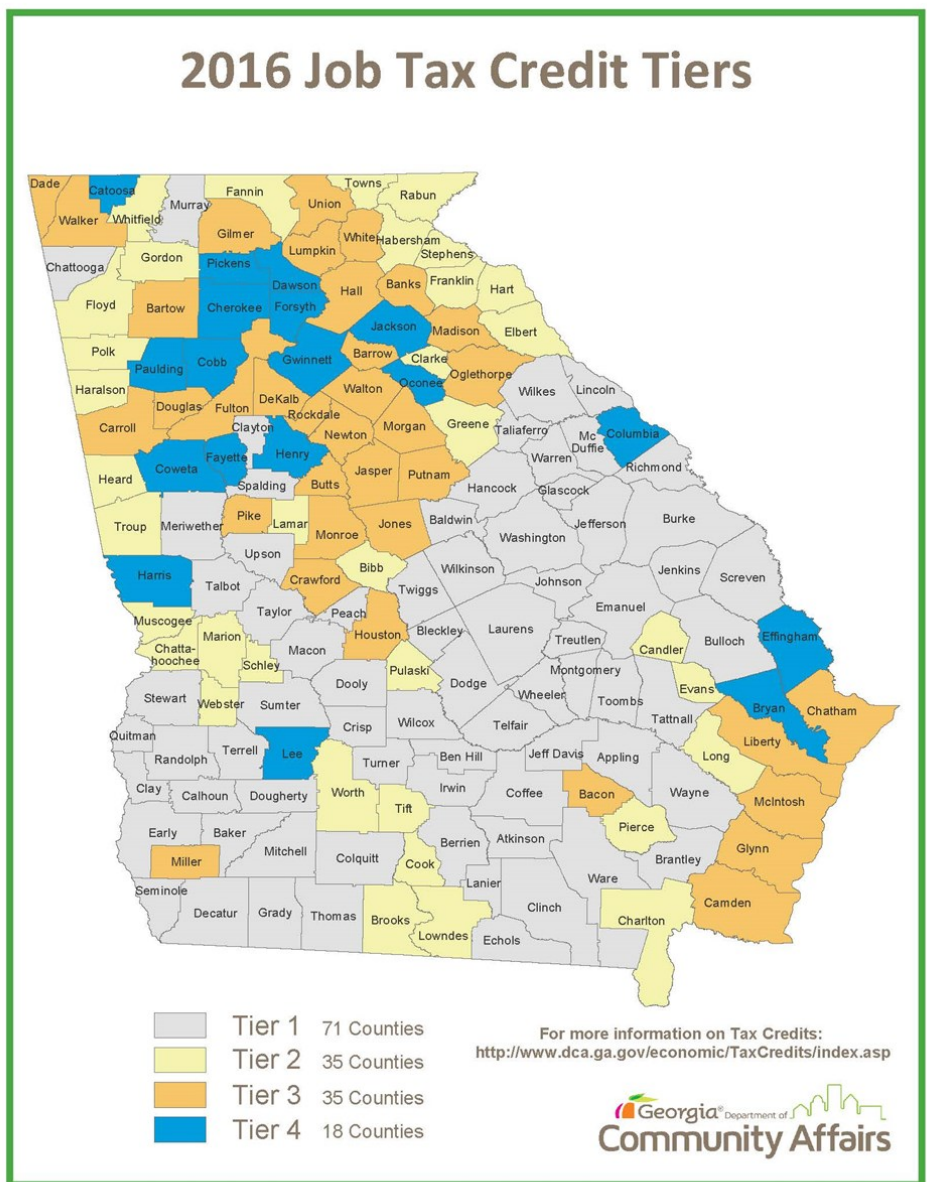 2016 Job Tax Credit Tiers
Dade
Catoosa
Fannin
Towns
Rabun
Murray
Union
Walker
Whitfield
Gilmer
White
Habersham
Lumpkin
Stephens
Chattooga
Gordon
Pickens
Dawson
Hall
Banks
Franklin
Hart
Floyd
Bartow
Cherokee
Forsyth
Jackson
Madison
Elbert
Polk
Paulding
Cobb
Gwinnett
Barrow
Clarke
Oglethorpe
Haralson
Oconee
Walton
Wilkes
Lincoln
Douglas
Fulton
DeKalb
Rockdale
Carroll
Clayton
Newton
Morgan
Greene
Taliaferro
Mc
Duffie
Columbia
Coweta
Fayette
Henry
Warren
Richmond
Heard
Spalding
Butts
Jasper
Putnam
Hancock
Glascock
Troup
Meriwether
Pike
Lamar
Monroe
Jones
Baldwin
Washington
Jefferson
Burke
Upson
Bibb
Wilkinson
Jenkins
Screven
Harris
Talbot
Crawford
Twiggs
Johnson
Muscogee
Taylor
Peach
Emanuel
Marion
Houston
Bleckley
Laurens
Treutlen
Candler
Bulloch
Effingham
Chatta-
hoochee
Schley
Macon
Pulaski
Montgomery
Stewart
Webster
Sumter
Dooly
Dodge
Wheeler
Toombs
Evans
Bryan
Chatham
Quitman
Crisp
Wilcox
Telfair
Tattnall
Liberty
Randolph
Terrell
Lee
Turner
Ben Hill
Jeff Davis
Appling
Long
Clay
Calhoun
Dougherty
Worth
Tift
Irwin
Coffee
Bacon
Wayne
McIntosh
Early
Baker
Mitchell
Colquitt
Berrien
Atkinson
Pierce
Brantley
Glynn
Miller
Cook
Ware
Seminole
Lanier
Clinch
Camden
Decatur
Grady
Thomas
Brooks
Lowndes
Echols
Charlton
Tier 1 71 Counties
Tier 2 35 Counties
Tier 3 35 Counties
Tier 4 18 Counties
For more information on Tax Credits:
http://www.dca.ga.gov/economic/TaxCredits/index.asp
Georgia® Department of
Community Affairs